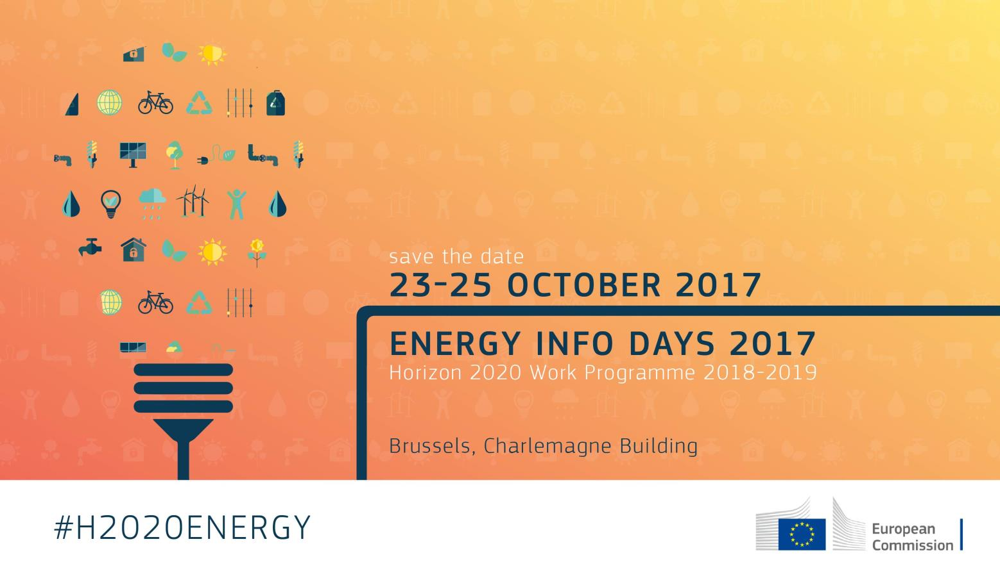 save the date
23-25 OCTOBER 2017
ENERGY INFO DAYS 2017
Horizon 2020 Work Programme 2018-2019
Brussels, Charlemagne Building
#H2020ENERGY
European
Commission